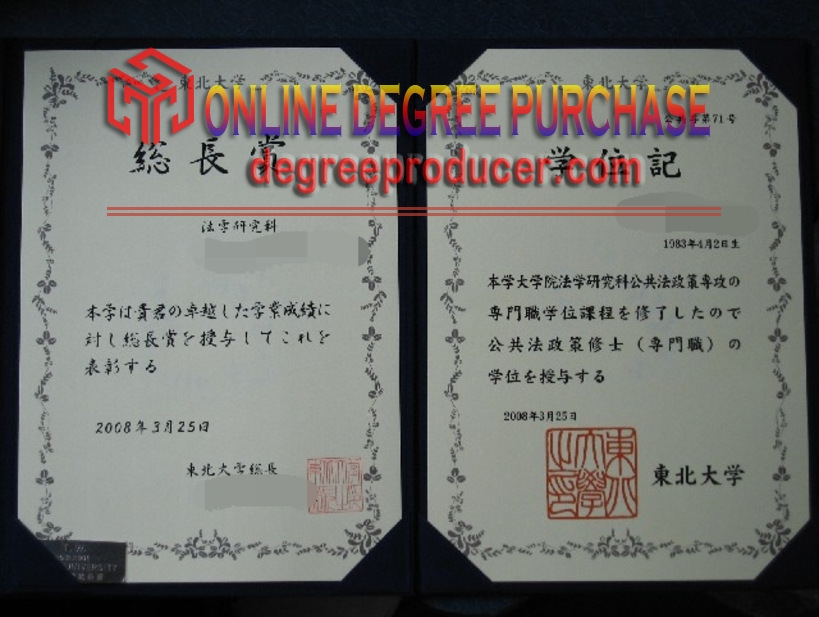 東北大学
総長賞
法学研究科
本学は貴君の卓越した学業成績に
対し総長賞を授与してこれを
表彰する
2008年3月25日
東北大学総長
東北大学
第71号
学位記
1983年4月2日生
本学大学院法学研究科公共法政策専攻の
専門職学位課程を修了したので
公共法政策修士（専門職）の
学位を授与する
2008年3月25日
東北大学
ONLINE DEGREE PURCHASE
degreeproducer.com